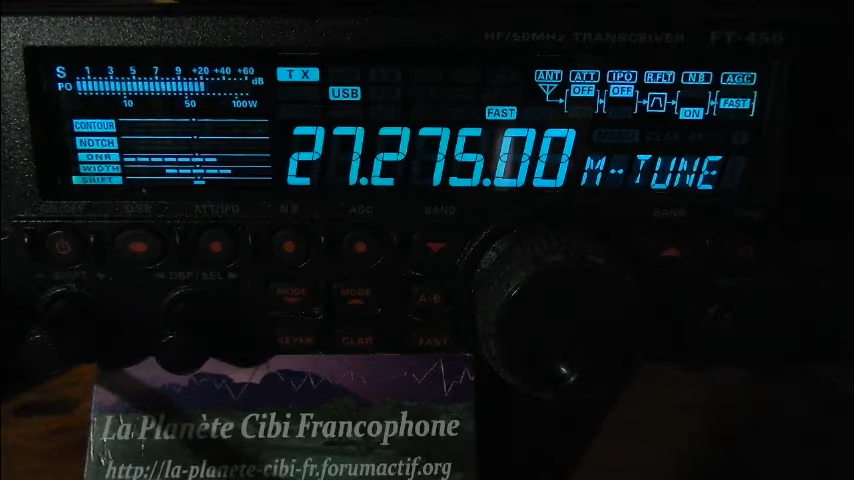 HF/50MHz TRANSCEIVER FT-450
S 1 3 5 7 9 +20 +40 +60 dB
PO
10 50 100W
TX
USB
ANT ATT IPO R.FLT NB AGC
OFF OFF
ON FAST
FAST
CONTOUR
NOTCH
DNR
WIDTH
SHIFT
27.275.00 M-TUNE
ATT/IPO N.B AGC BAND
SHIFT DSP/SEL
MODE MODE A-B
KEYER CLAR FAST
La Planète Cibi Francophone
http://la-planete-cibi-fr.forumactif.org